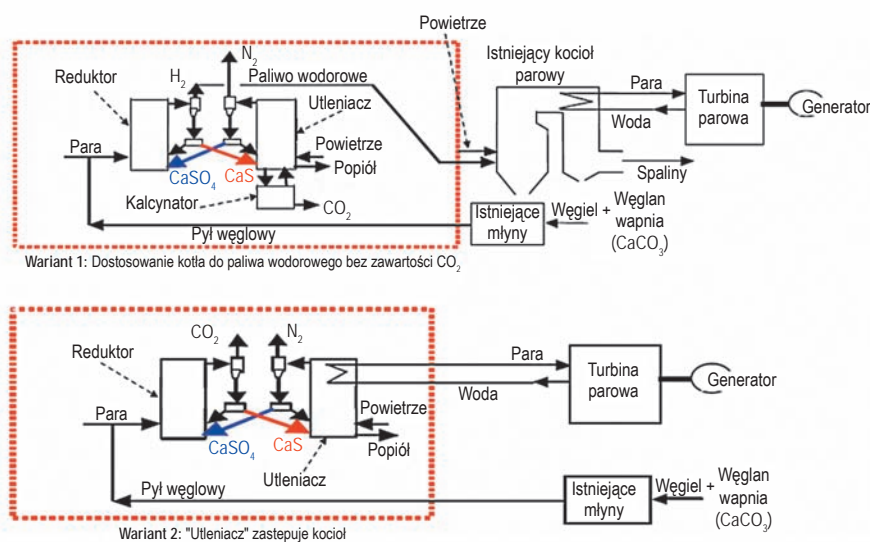 Powietrze
N2
Istniejący kocioł
parowy
Reduktor
H2
Paliwo wodorowe
Para
Utleniacz
Turbina
parowa
Generator
Woda
Para
Powietrze
Popiół
CaSO4
CaS
Spaliny
Kalcynator
CO2
Istniejące
młyny
Węgiel +
Węglan
wapnia
(CaCO3)
Pył węglowy
Wariant 1: Dostosowanie kotła do paliwa wodorowego bez zawartości CO2
CO2
N2
Reduktor
Para
Turbina
parowa
Generator
Woda
Para
Powietrze
CaSO4
CaS
Popiół
Utleniacz
Pył węglowy
Istniejące
młyny
Węgiel +
Węglan
wapnia
(CaCO3)
Wariant 2: "Utleniacz" zastępuje kocioł